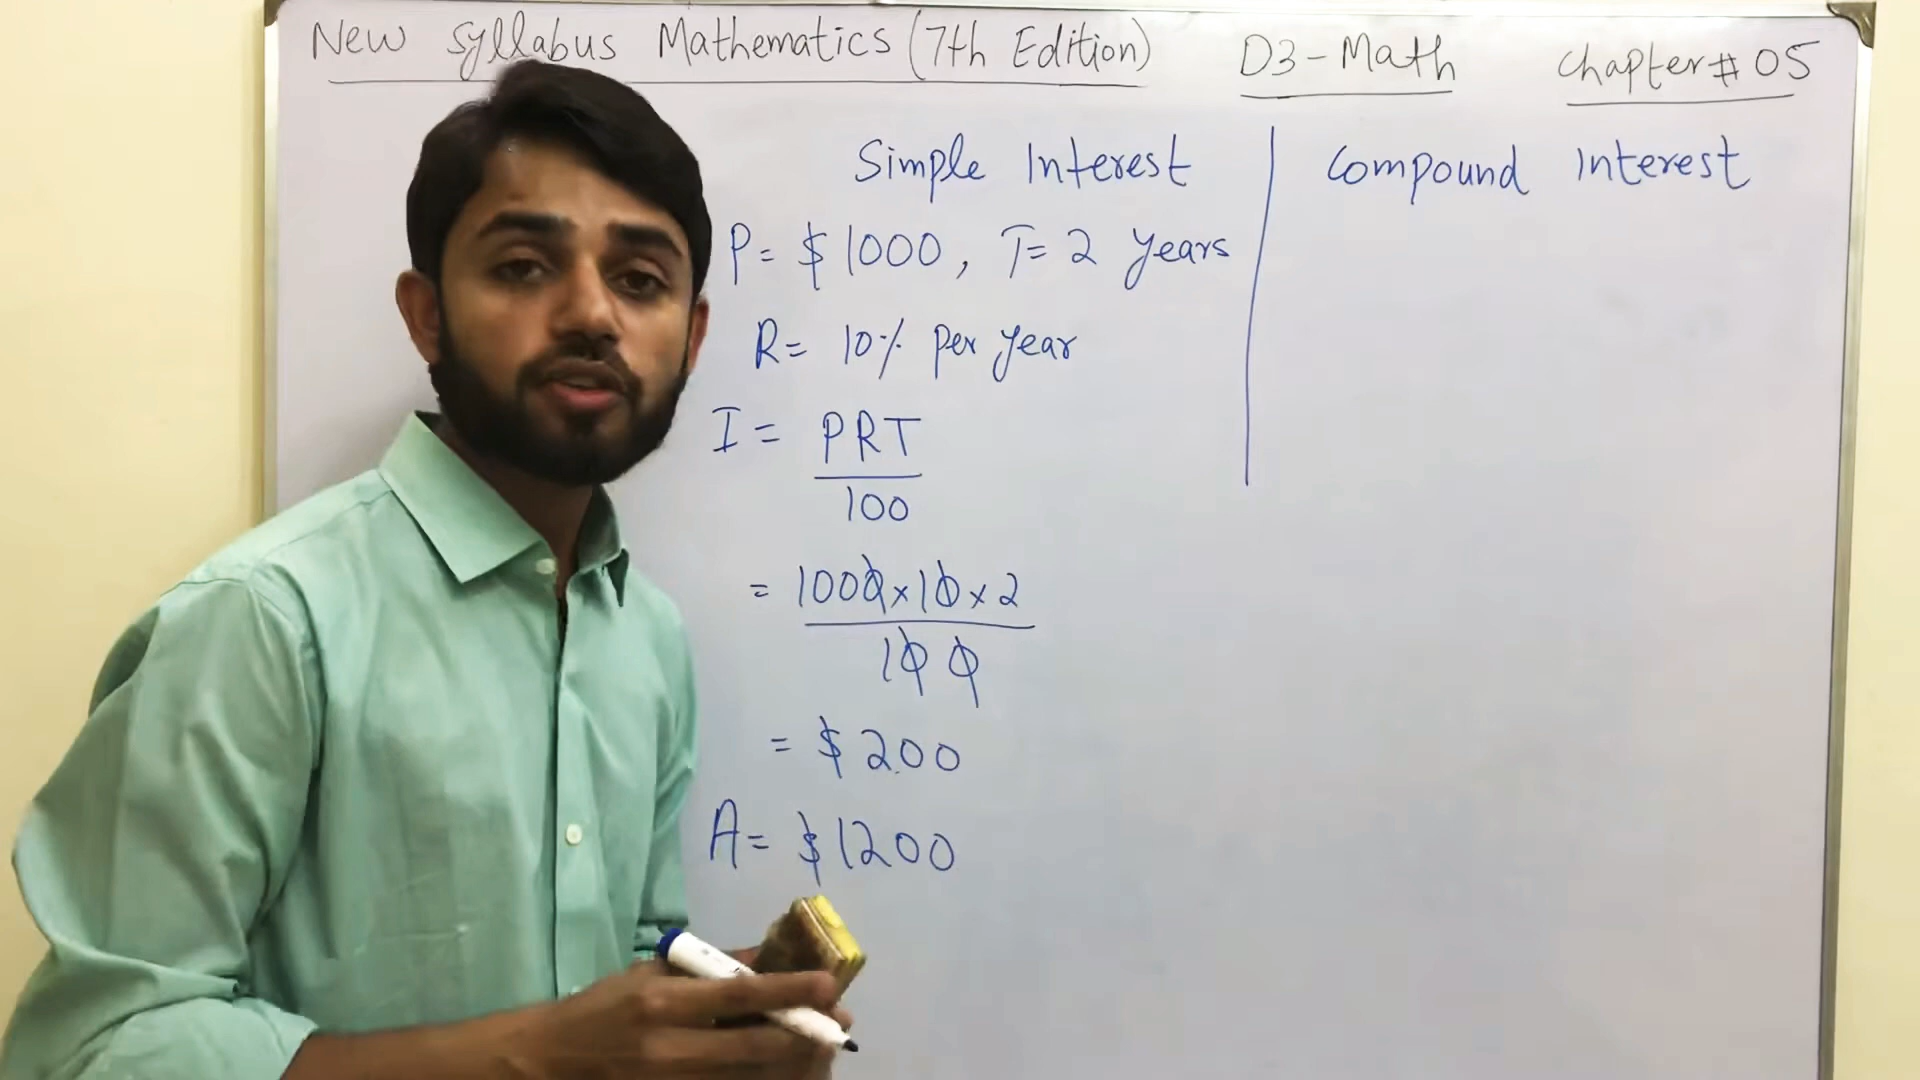 New Syllabus Mathematics (7th Edition) D3-Math Chapter # 05
Simple Interest
P= $ 1000, T= 2 Years
R= 10% per year
I = PRT
100
= 1000 x 10 x 2
100
= $ 200
A= $ 1200
Compound Interest